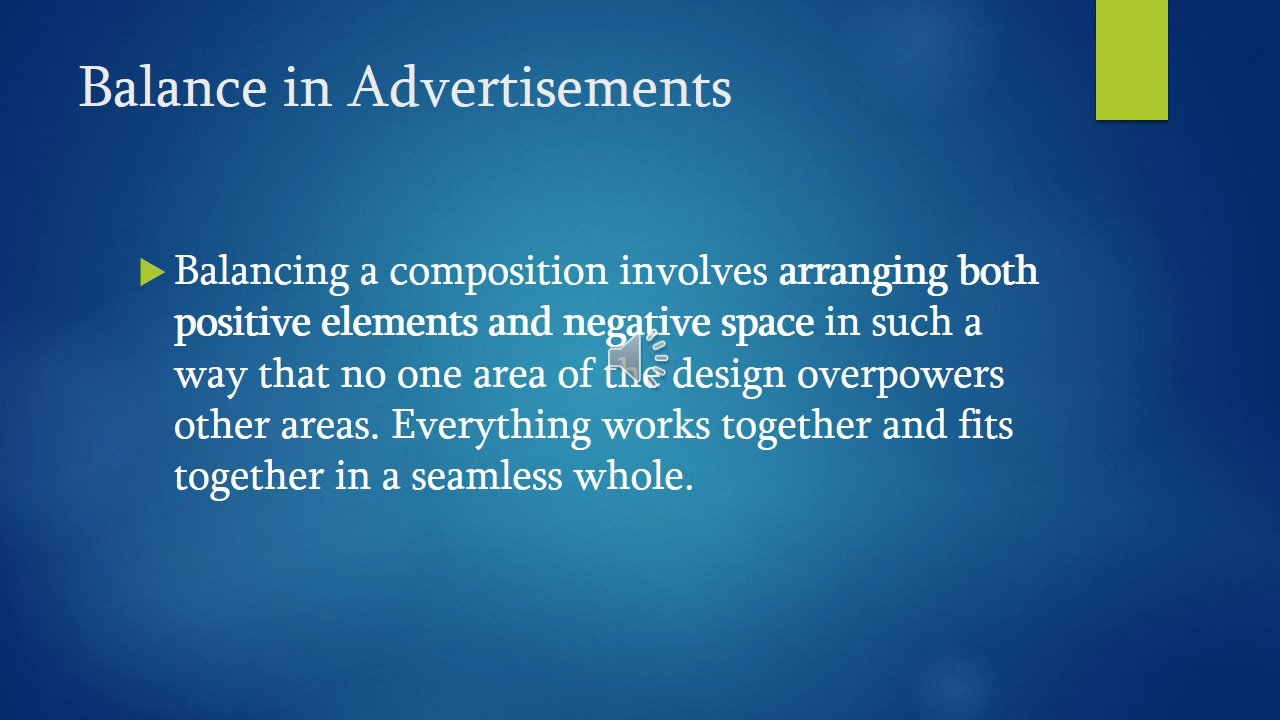 Balance in Advertisements
Balancing a composition involves arranging both
positive elements and negative space in such a
way that no one area of the design overpowers
other areas. Everything works together and fits
together in a seamless whole.